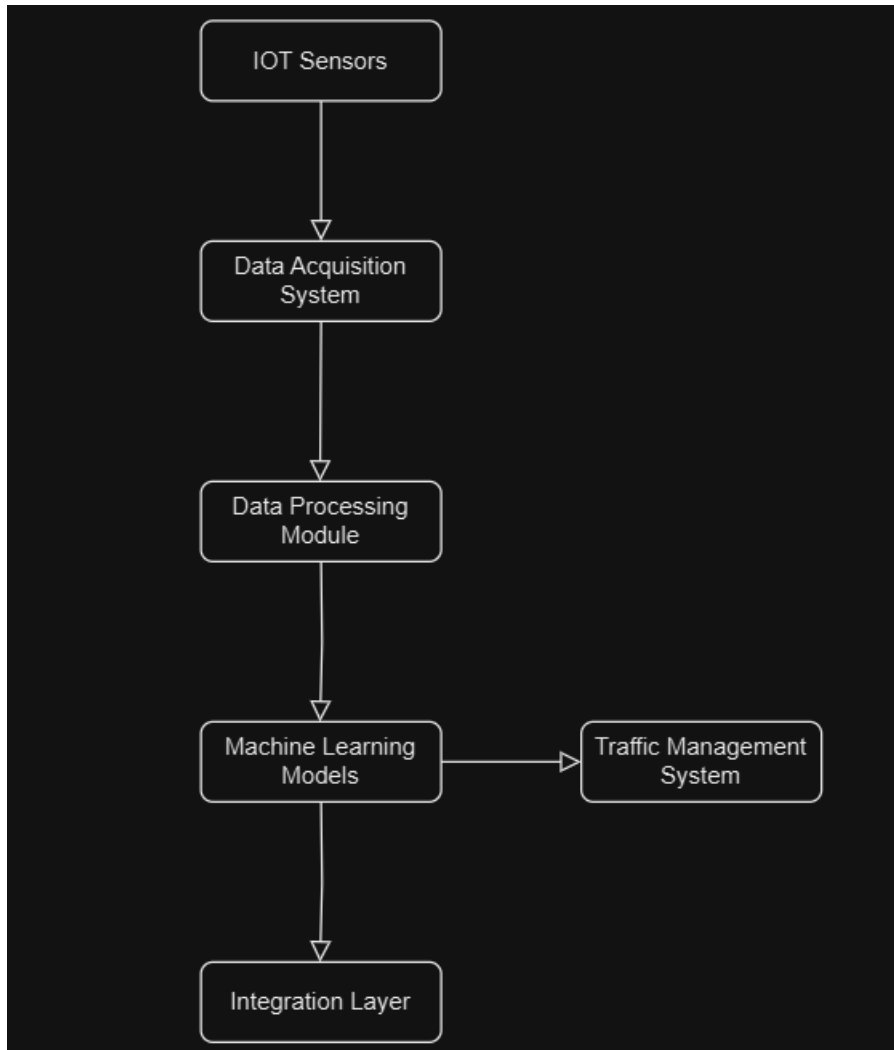 IOT Sensors
Data Acquisition
System
Data Processing
Module
Machine Learning
Models
Traffic Management
System
Integration Layer